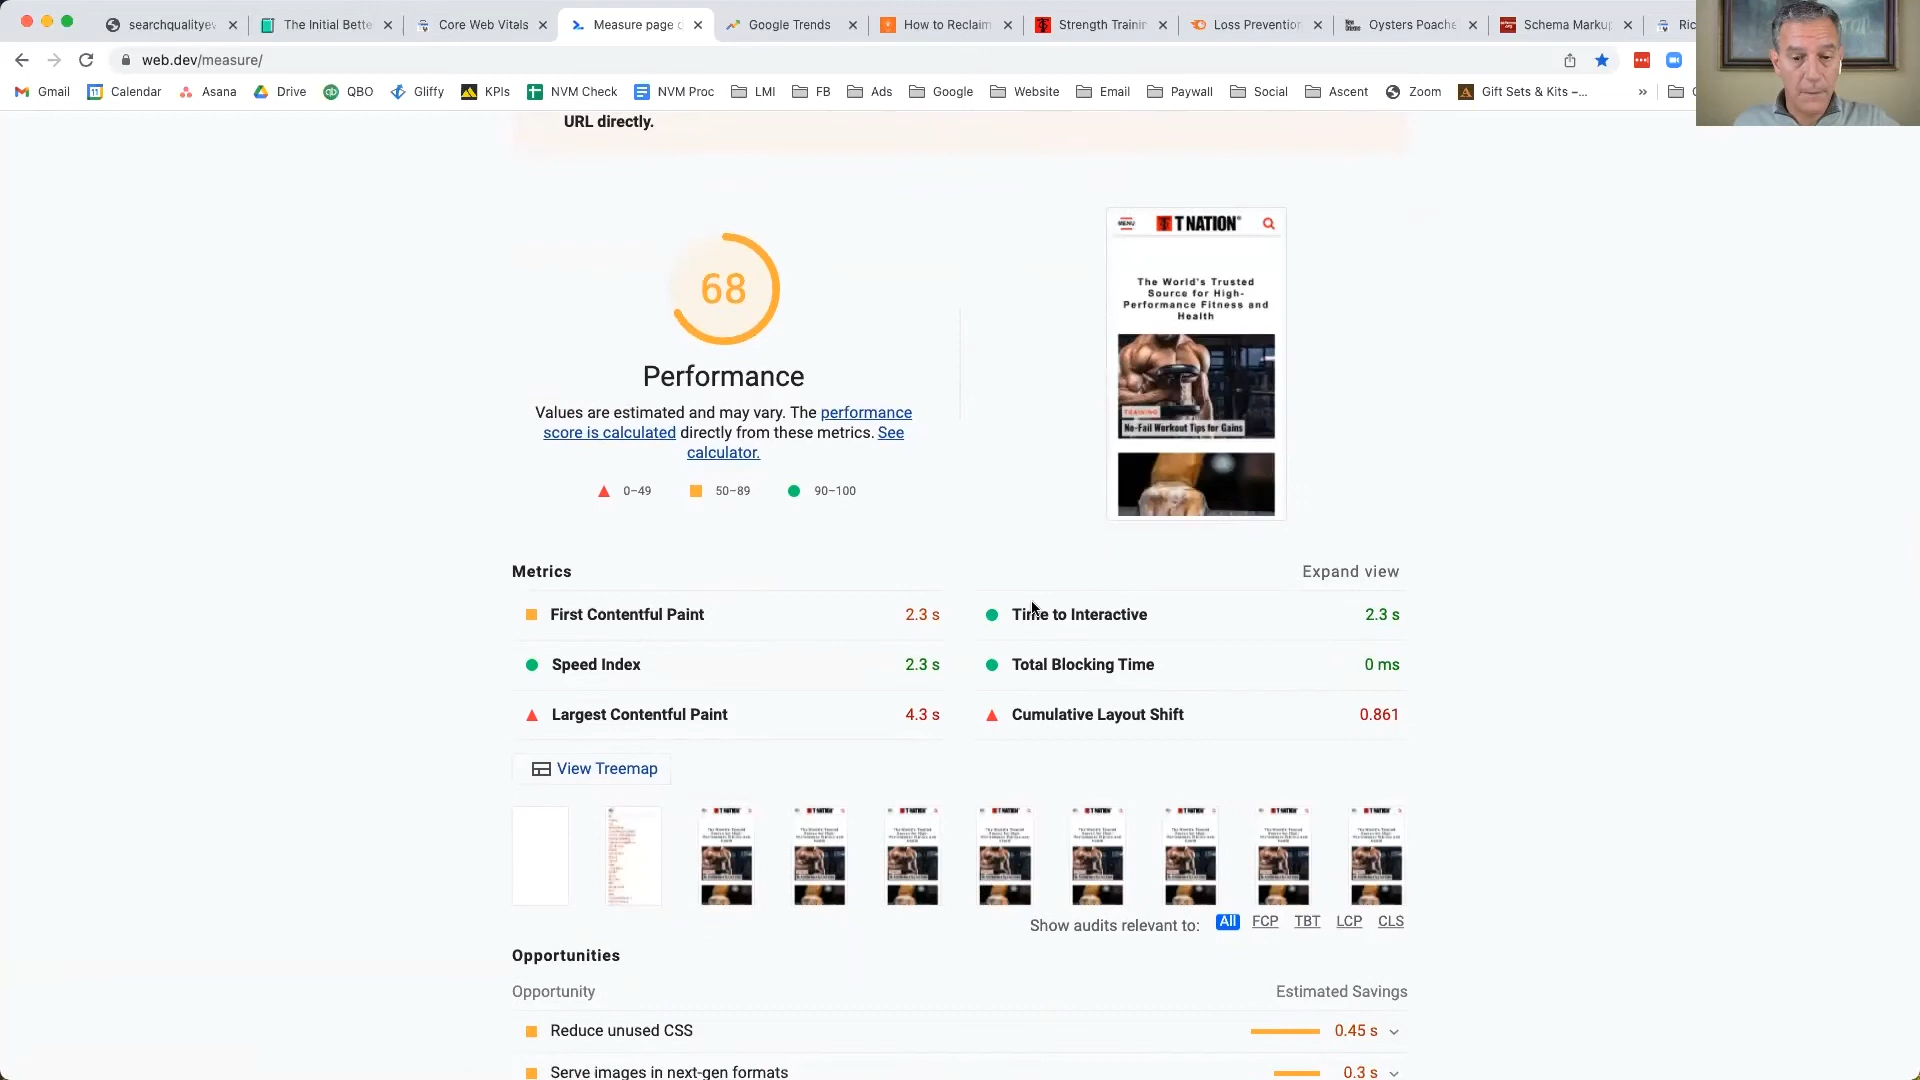 searchqualityev
The Initial Bette
Core Web Vitals
Measure page q
Google Trends
How to Reclaim
Strength Trainin
Loss Prevention
Oysters Poache
Schema Markup
Ric
web.dev/measure/
Gmail
Calendar
Asana
Drive
QBO
Gliffy
KPIs
NVM Check
NVM Proc
LMI
FB
Ads
Google
Website
Email
Paywall
Social
Ascent
Zoom
Gift Sets & Kits –...
»
URL directly.
68
Performance
Values are estimated and may vary. The performance
score is calculated directly from these metrics. See
calculator.
0–49
50–89
90–100
MENU
T NATION
The World's Trusted
Source for High-
Performance Fitness and
Health
TRAINING
No-Fail Workout Tips for Gains
Metrics
Expand view
First Contentful Paint 2.3 s
Time to Interactive 2.3 s
Speed Index 2.3 s
Total Blocking Time 0 ms
Largest Contentful Paint 4.3 s
Cumulative Layout Shift 0.861
View Treemap
Show audits relevant to: All FCP TBT LCP CLS
Opportunities
Opportunity Estimated Savings
Reduce unused CSS 0.45 s
Serve images in next-gen formats 0.3 s